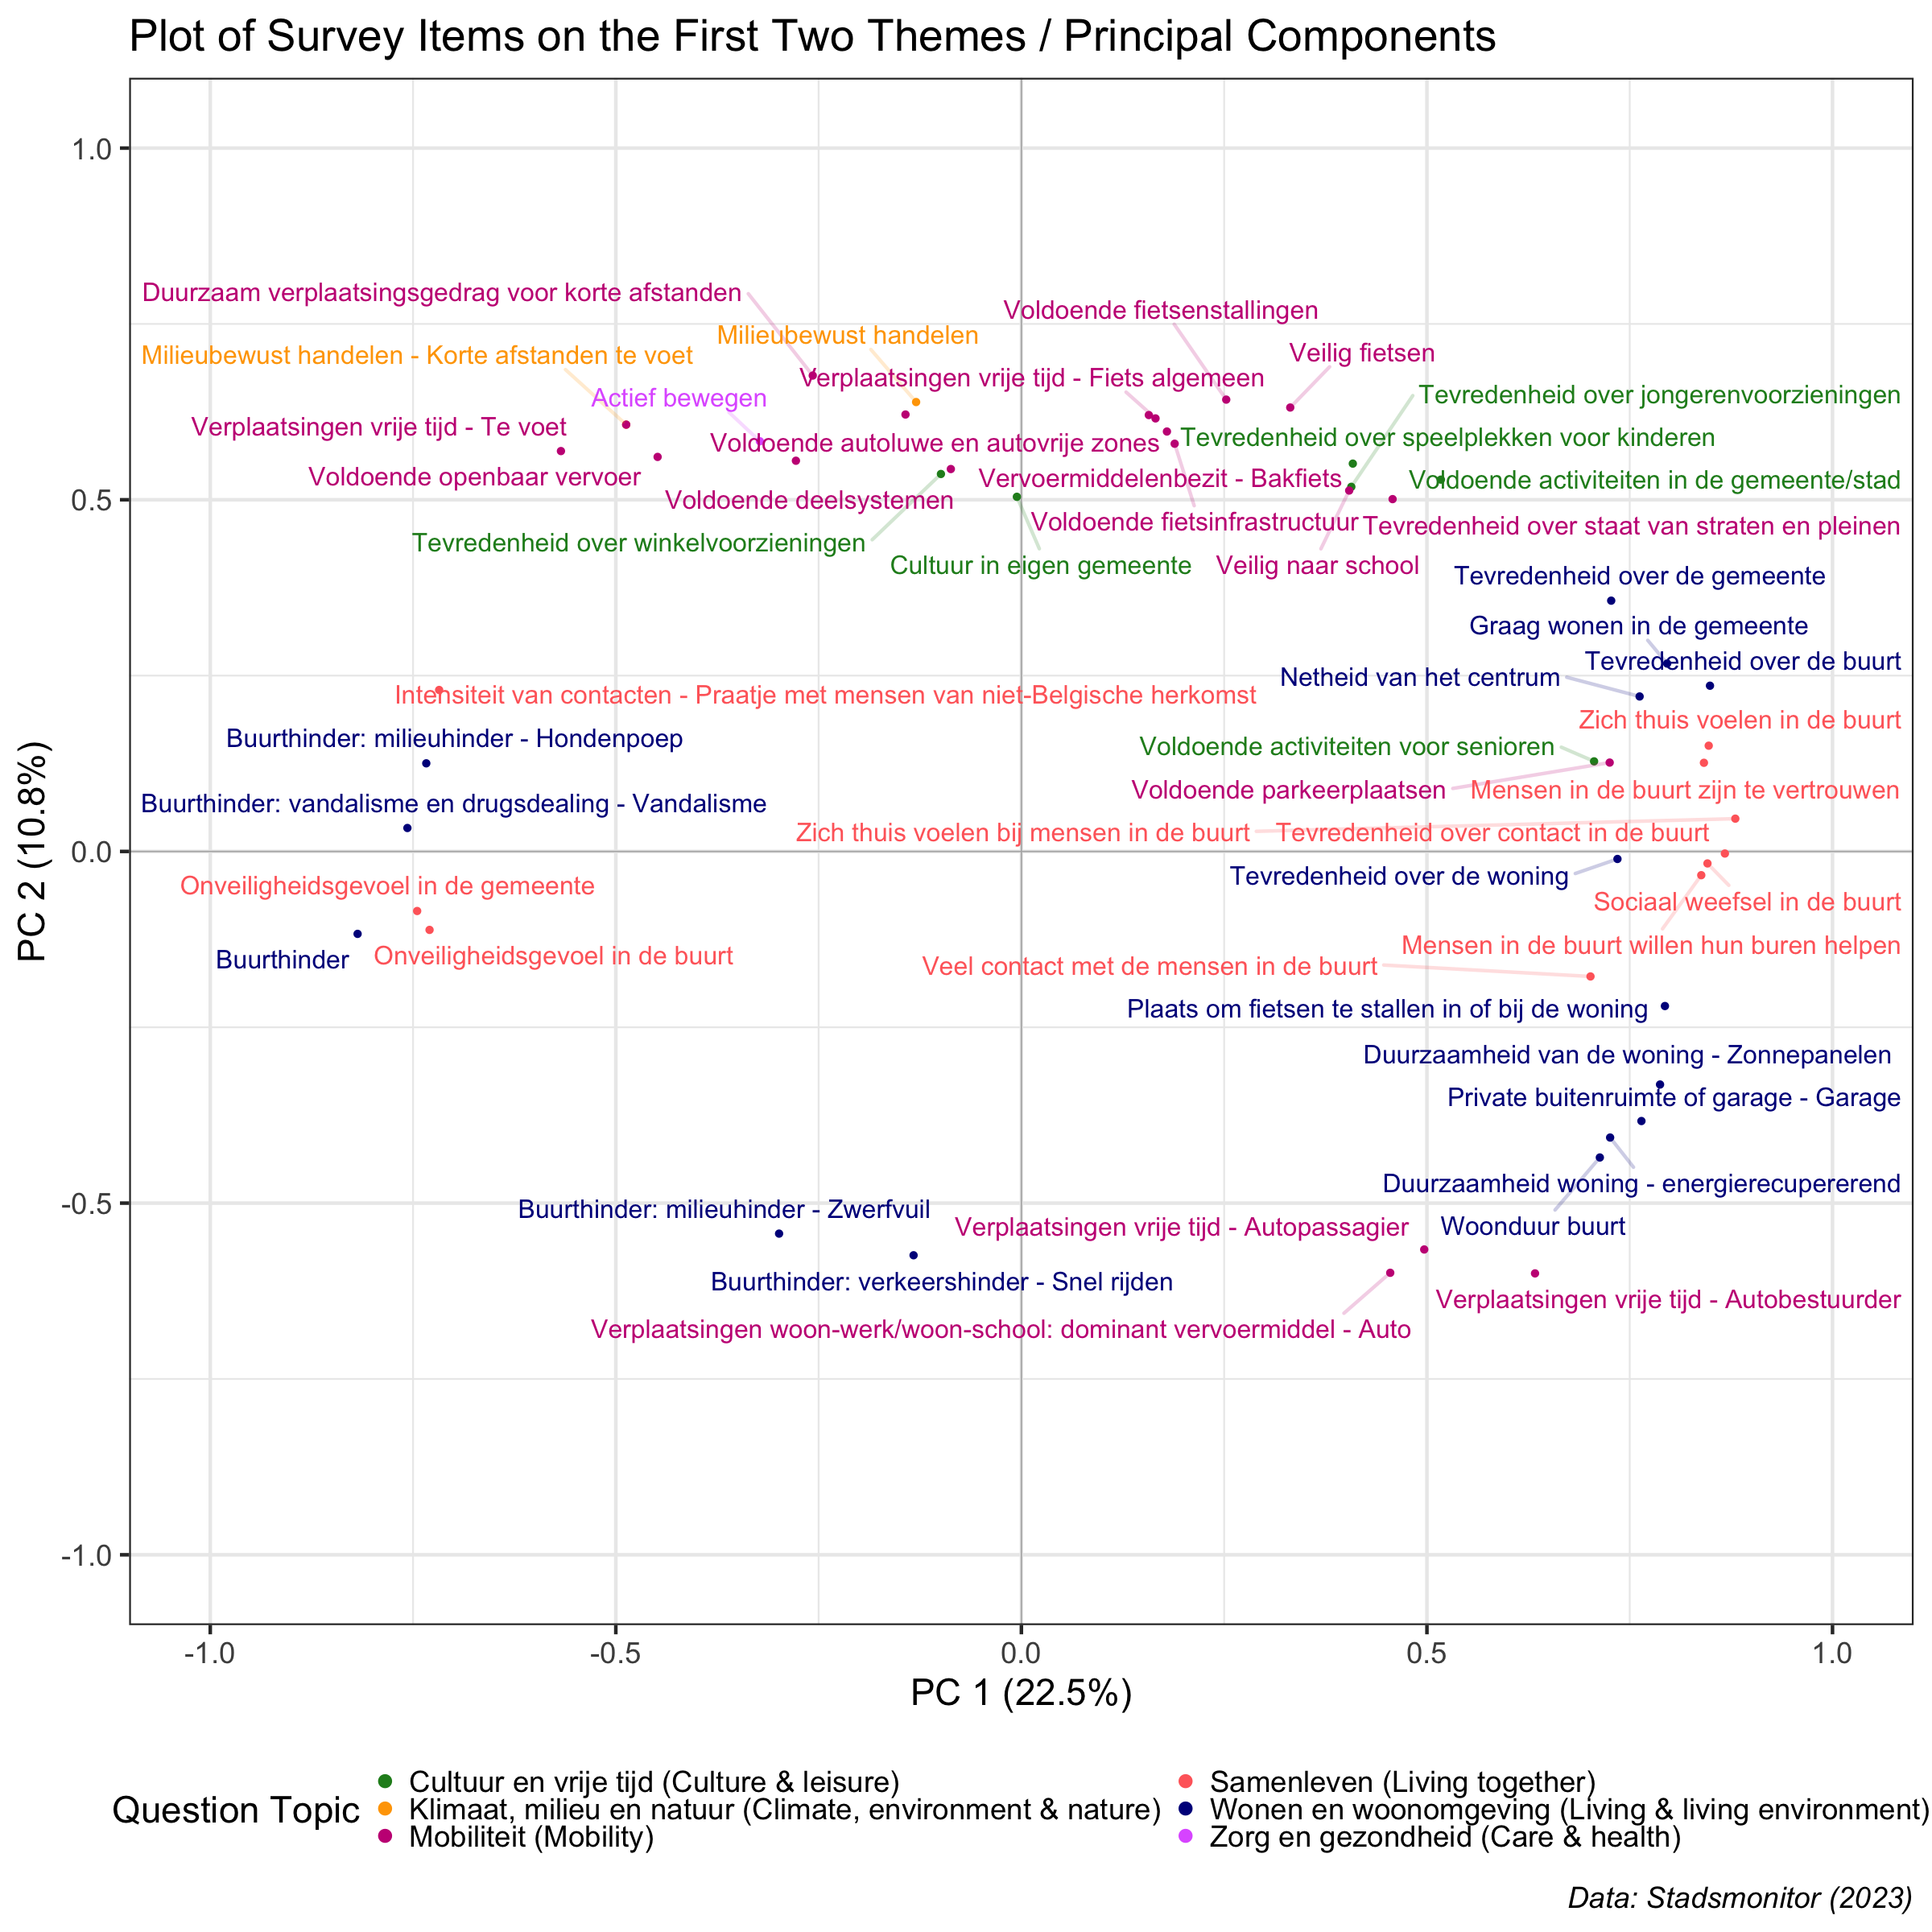 Plot of Survey Items on the First Two Themes / Principal Components
1.0
0.5
0.0
-0.5
-1.0
PC 2 (10.8%)
Duurzaam verplaatsingsgedrag voor korte afstanden
Voldoende fietsenstallingen
Milieubewust handelen
Milieubewust handelen - Korte afstanden te voet
Veilig fietsen
Verplaatsingen vrije tijd - Fiets algemeen
Actief bewegen
Tevredenheid over jongerenvoorzieningen
Verplaatsingen vrije tijd - Te voet
Voldoende autoluwe en autovrije zones
Tevredenheid over speelplekken voor kinderen
Voldoende openbaar vervoer
Vervoermiddelenbezit - Bakfiets
Voldoende activiteiten in de gemeente/stad
Voldoende deelsystemen
Voldoende fietsinfrastructuur
Tevredenheid over staat van straten en pleinen
Tevredenheid over winkelvoorzieningen
Cultuur in eigen gemeente
Veilig naar school
Tevredenheid over de gemeente
Graag wonen in de gemeente
Tevredenheid over de buurt
Netheid van het centrum
Intensiteit van contacten - Praatje met mensen van niet-Belgische herkomst
Zich thuis voelen in de buurt
Buurthinder: milieuhinder - Hondenpoep
Voldoende activiteiten voor senioren
Voldoende parkeerplaatsen
Mensen in de buurt zijn te vertrouwen
Buurthinder: vandalisme en drugsdealing - Vandalisme
Zich thuis voelen bij mensen in de buurt
Tevredenheid over contact in de buurt
Tevredenheid over de woning
Onveiligheidsgevoel in de gemeente
Sociaal weefsel in de buurt
Mensen in de buurt willen hun buren helpen
Buurthinder
Onveiligheidsgevoel in de buurt
Veel contact met de mensen in de buurt
Plaats om fietsen te stallen in of bij de woning
Duurzaamheid van de woning - Zonnepanelen
Private buitenruimte of garage - Garage
Duurzaamheid woning - energierecupererend
Buurthinder: milieuhinder - Zwerfvuil
Verplaatsingen vrije tijd - Autopassagier
Woonduur buurt
Buurthinder: verkeershinder - Snel rijden
Verplaatsingen vrije tijd - Autobestuurder
Verplaatsingen woon-werk/woon-school: dominant vervoermiddel - Auto
-1.0
-0.5
0.0
0.5
1.0
PC 1 (22.5%)
Question Topic
Cultuur en vrije tijd (Culture & leisure)
Klimaat, milieu en natuur (Climate, environment & nature)
Mobiliteit (Mobility)
Samenleven (Living together)
Wonen en woonomgeving (Living & living environment)
Zorg en gezondheid (Care & health)
Data: Stadsmonitor (2023)